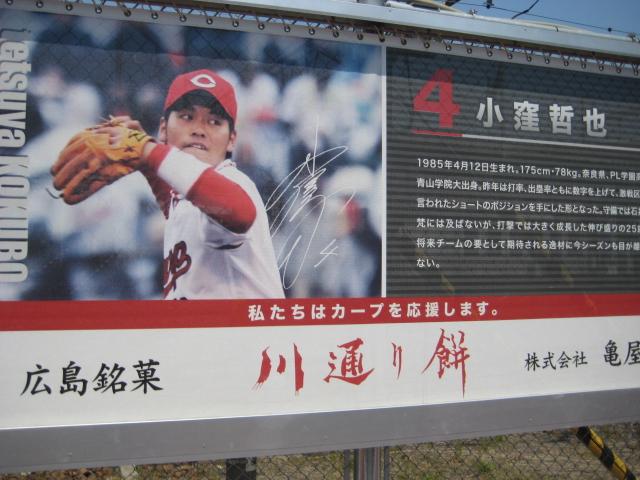 Tetsuya KOKUBO
C
4
小窪哲也
1985年4月12日生まれ。175cm・78kg。奈良県、PL学園高
青山学院大出身。昨年は打率、出塁率ともに数字を上げて、激戦区
言われたショートのポジションを手にした形となった。守備では石
梵には及ばないが、打撃では大きく成長した伸び盛りの25歳
将来チームの要として期待される逸材に今シーズンも目が離
ない。
4
私たちはカープを応援します。
広島銘菓
川通り餅
株式会社 亀屋